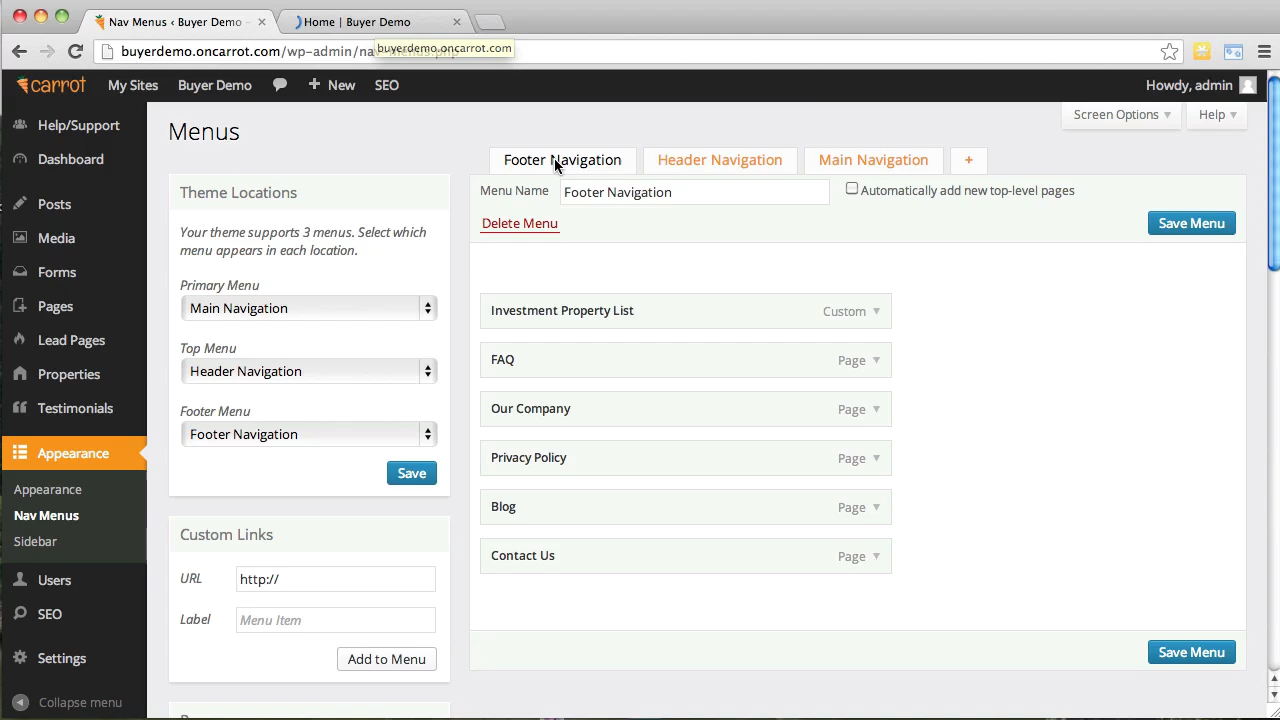 Nav Menus ‹ Buyer Demo
Home | Buyer Demo
buyerdemo.oncarrot.com/wp-admin/na
buyerdemo.oncarrot.com
carrot
My Sites
Buyer Demo
+ New
SEO
Howdy, admin
Help/Support
Dashboard
Posts
Media
Forms
Pages
Lead Pages
Properties
Testimonials
Appearance
Appearance
Nav Menus
Sidebar
Users
SEO
Settings
Collapse menu
Menus
Screen Options
Help
Theme Locations
Your theme supports 3 menus. Select which
menu appears in each location.
Primary Menu
Main Navigation
Top Menu
Header Navigation
Footer Menu
Footer Navigation
Save
Custom Links
URL
http://
Label
Menu Item
Add to Menu
Footer Navigation
Header Navigation
Main Navigation
+
Menu Name
Footer Navigation
Automatically add new top-level pages
Delete Menu
Save Menu
Investment Property List
Custom
FAQ
Page
Our Company
Page
Privacy Policy
Page
Blog
Page
Contact Us
Page
Save Menu